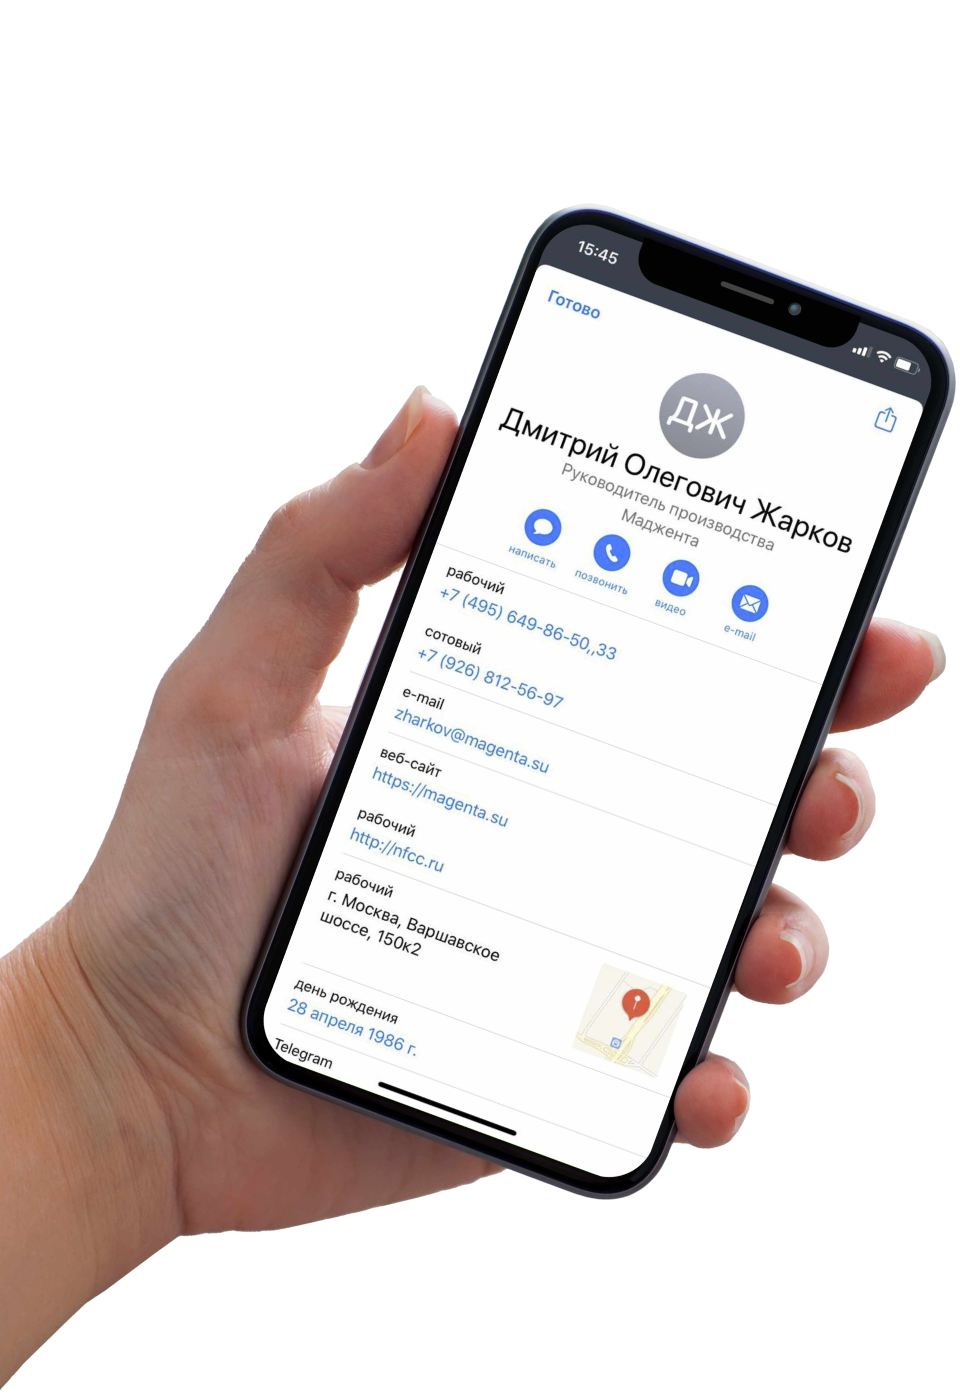 15:45
Готово
ДЖ
Дмитрий Олегович Жарков
Руководитель производства
Маджента
написать
позвонить
видео
e-mail
рабочий
+7 (495) 649-86-50,,33
сотовый
+7 (926) 812-56-97
e-mail
zharkov@magenta.su
веб-сайт
https://magenta.su
рабочий
http://nfcc.ru
рабочий
г. Москва, Варшавское
шоссе, 150к2
день рождения
28 апреля 1986 г.
Telegram